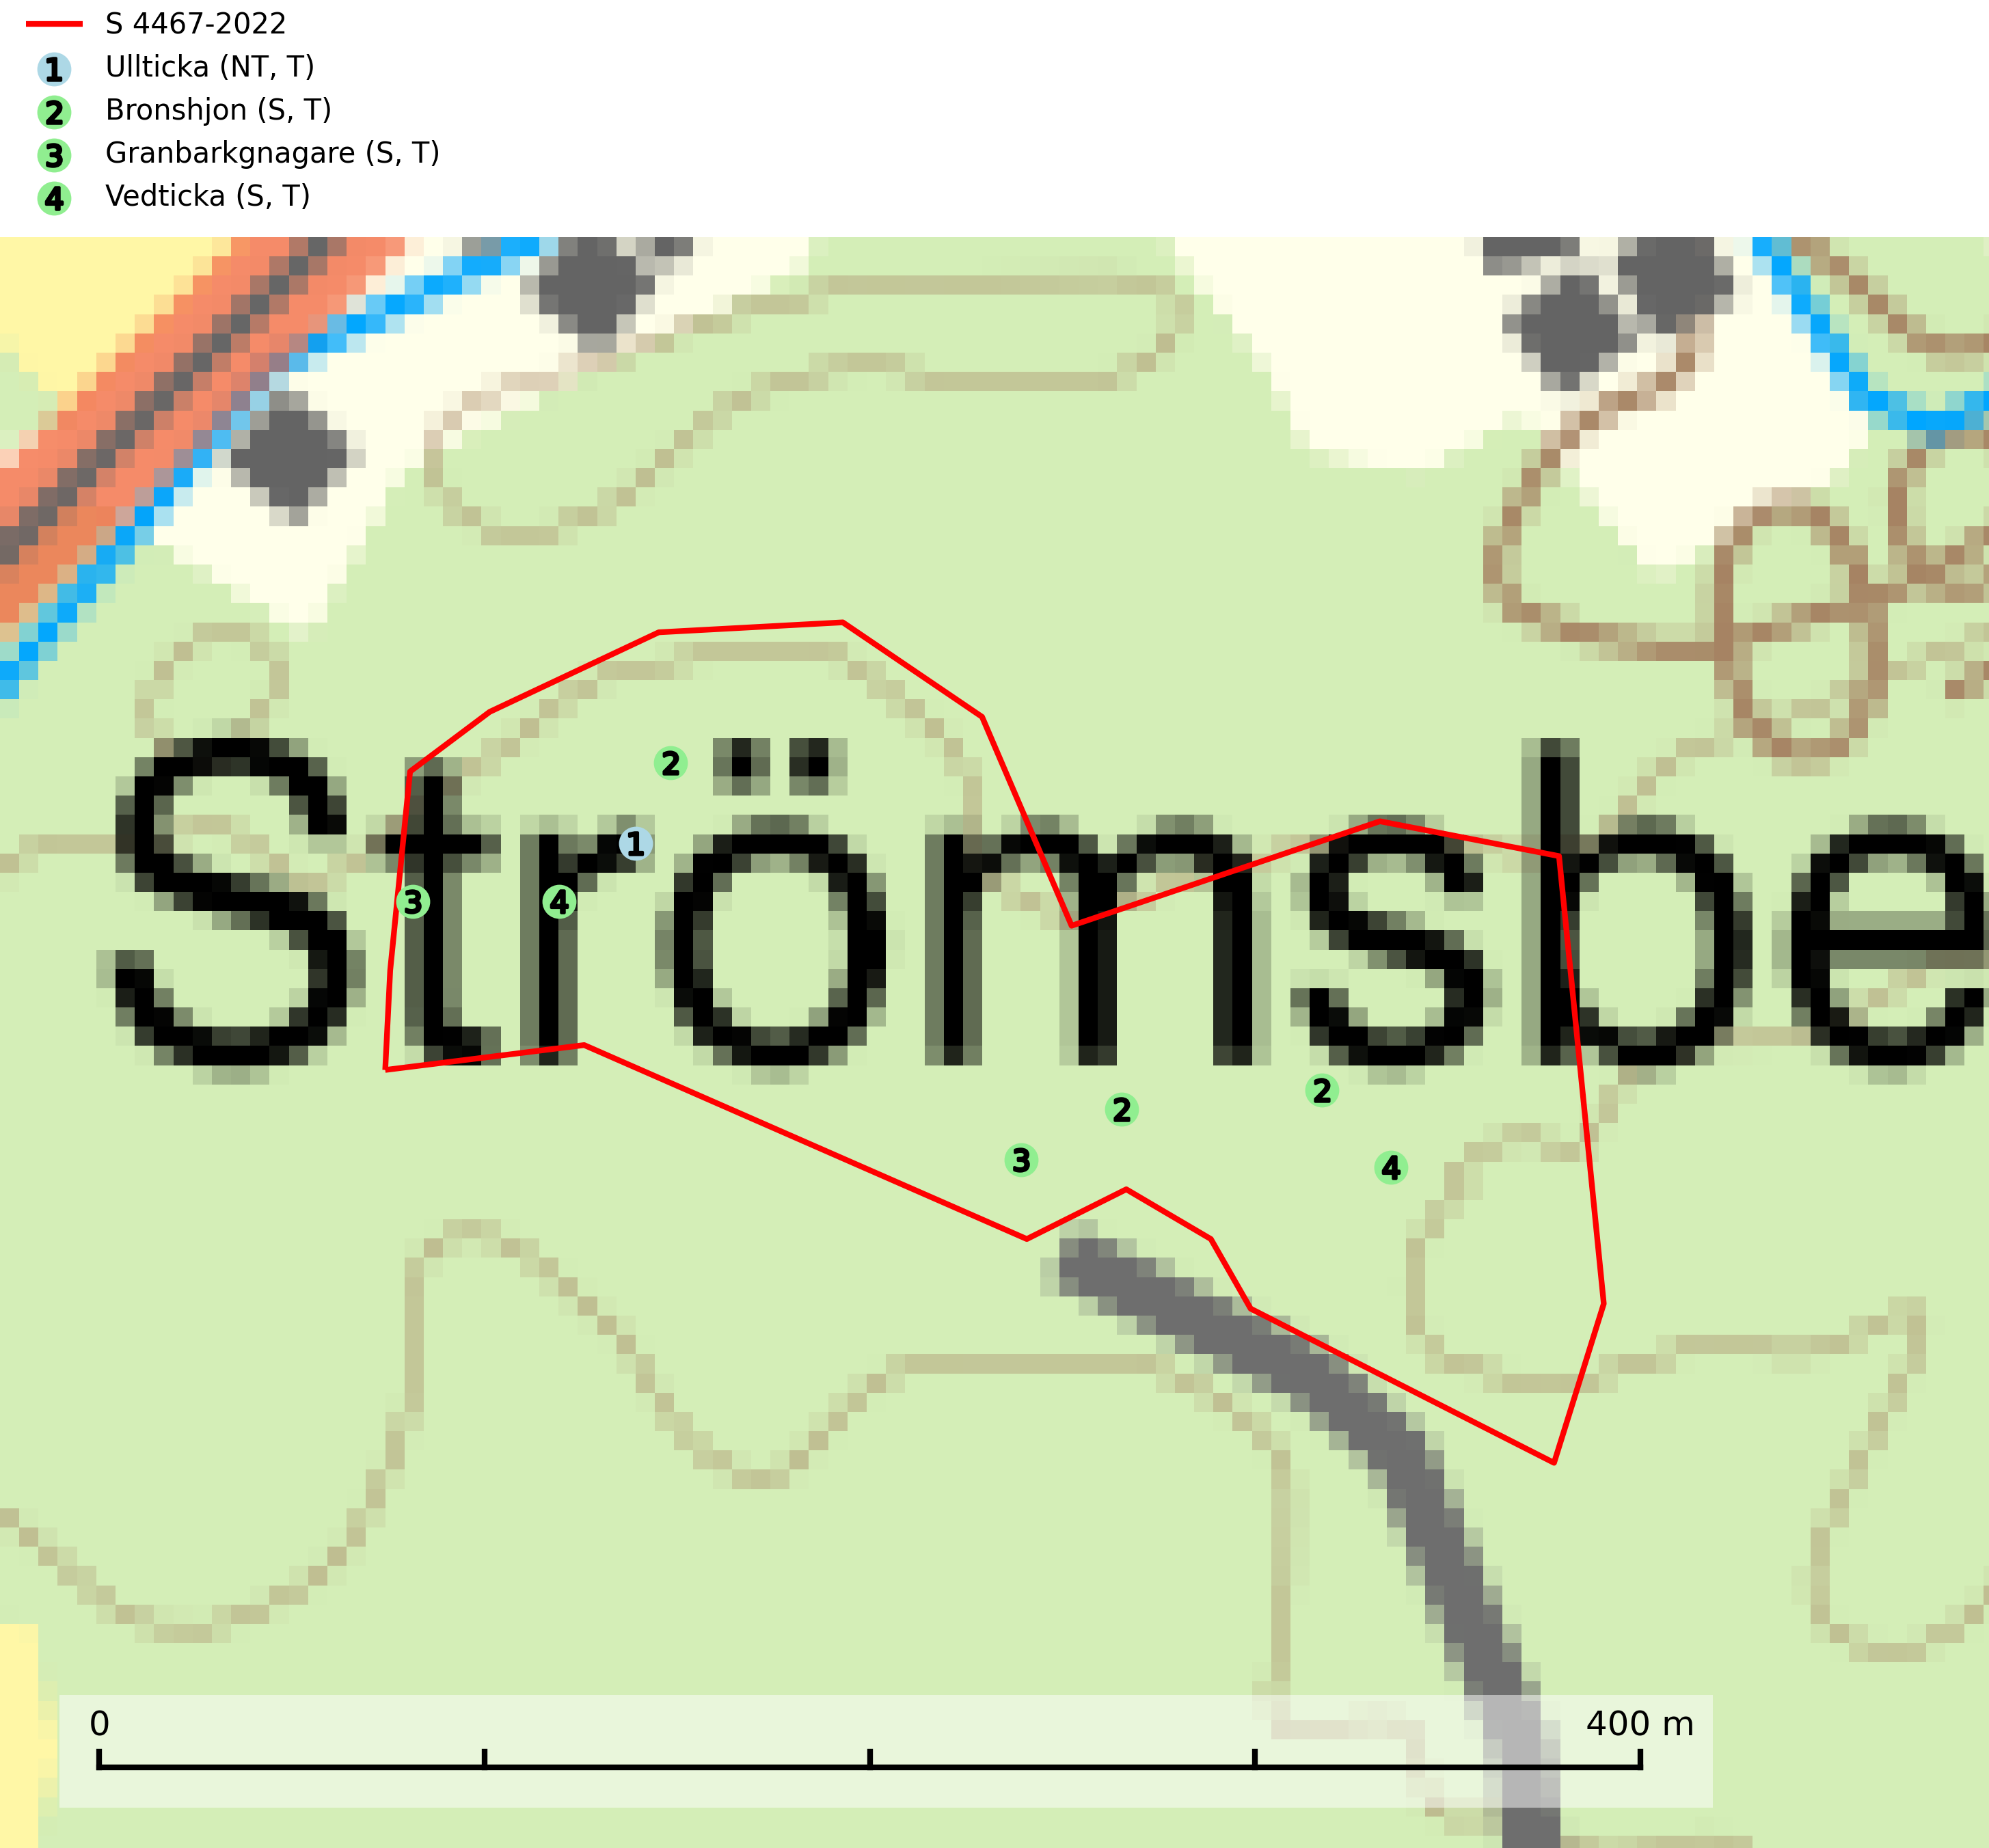 S 4467-2022
1 Ullticka (NT, T)
2 Bronshjon (S, T)
3 Granbarkgnagare (S, T)
4 Vedticka (S, T)
2
Strömsbe
1
3 4
2
2
3
4
0 400 m